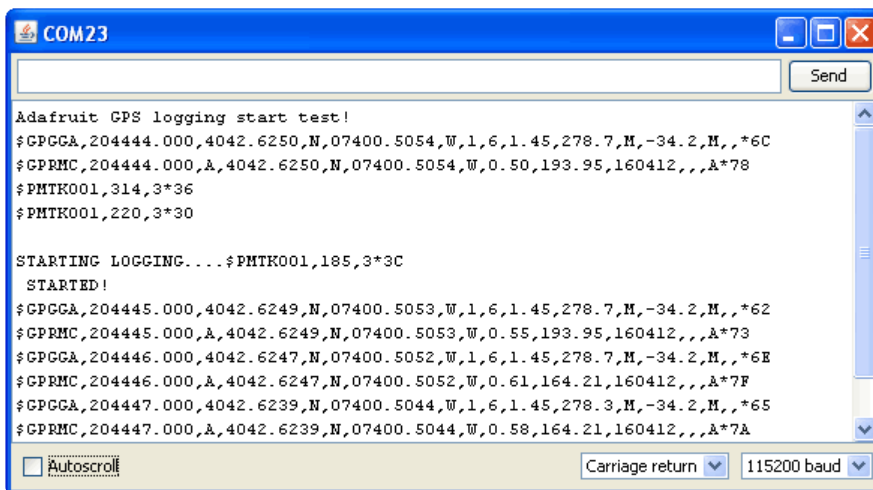 COM23
Send
Adafruit GPS logging start test!
$GPGGA,204444.000,4042.6250,N,07400.5054,W,1,6,1.45,278.7,M,-34.2,M,,*6C
$GPRMC,204444.000,A,4042.6250,N,07400.5054,W,0.50,193.95,160412,,,A*78
$PMTK001,314,3*36
$PMTK001,220,3*30
STARTING LOGGING....$PMTK001,185,3*3C
STARTED!
$GPGGA,204445.000,4042.6249,N,07400.5053,W,1,6,1.45,278.7,M,-34.2,M,,*62
$GPRMC,204445.000,A,4042.6249,N,07400.5053,W,0.55,193.95,160412,,,A*73
$GPGGA,204446.000,4042.6247,N,07400.5052,W,1,6,1.45,278.7,M,-34.2,M,,*6E
$GPRMC,204446.000,A,4042.6247,N,07400.5052,W,0.61,164.21,160412,,,A*7F
$GPGGA,204447.000,4042.6239,N,07400.5044,W,1,6,1.45,278.3,M,-34.2,M,,*65
$GPRMC,204447.000,A,4042.6239,N,07400.5044,W,0.58,164.21,160412,,,A*7A
Autoscroll
Carriage return
115200 baud